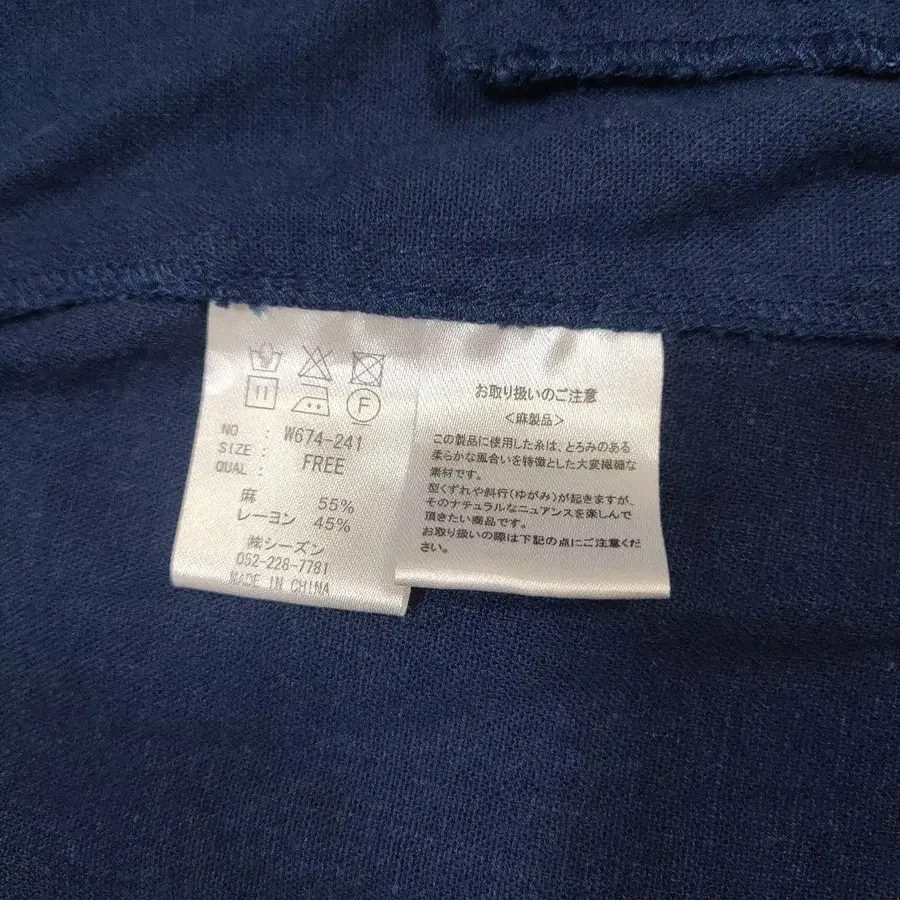 F
NO : W674-241
SIZE : FREE
QUAL :
麻 55%
レーヨン 45%
㈱シーズン
052-228-7781
MADE IN CHINA
お取り扱いのご注意
<麻製品>
この製品に使用した糸は、とろみのある
柔らかな風合いを特徴とした大変繊細な
素材です。
型くずれや斜行(ゆがみ)が起きますが、
そのナチュラルなニュアンスを楽しんで
頂きたい商品です。
お取り扱いの際は下記の点にご注意くだ
さい。